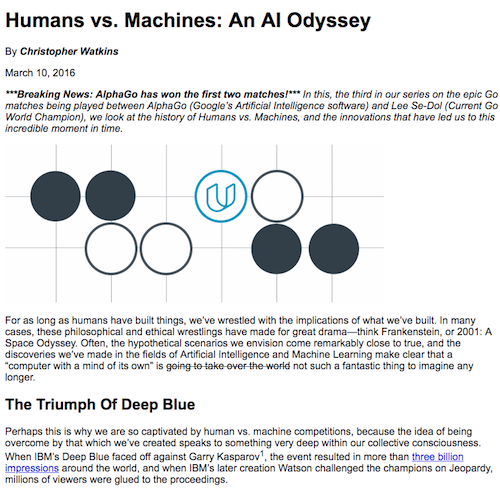 Humans vs. Machines: An AI Odyssey
By Christopher Watkins
March 10, 2016
***Breaking News: AlphaGo has won the first two matches!*** In this, the third in our series on the epic Go
matches being played between AlphaGo (Google's Artificial Intelligence software) and Lee Se-Dol (Current Go
World Champion), we look at the history of Humans vs. Machines, and the innovations that have led us to this
incredible moment in time.
For as long as humans have built things, we've wrestled with the implications of what we've built. In many
cases, these philosophical and ethical wrestlings have made for great drama—think Frankenstein, or 2001: A
Space Odyssey. Often, the hypothetical scenarios we envision come remarkably close to true, and the
discoveries we've made in the fields of Artificial Intelligence and Machine Learning make clear that a
“computer with a mind of its own” is going to take over the world not such a fantastic thing to imagine any
longer.
The Triumph Of Deep Blue
Perhaps this is why we are so captivated by human vs. machine competitions, because the idea of being
overcome by that which we've created speaks to something very deep within our collective consciousness.
When IBM's Deep Blue faced off against Garry Kasparov1, the event resulted in more than three billion
impressions around the world, and when IBM's later creation Watson challenged the champions on Jeopardy,
millions of viewers were glued to the proceedings.